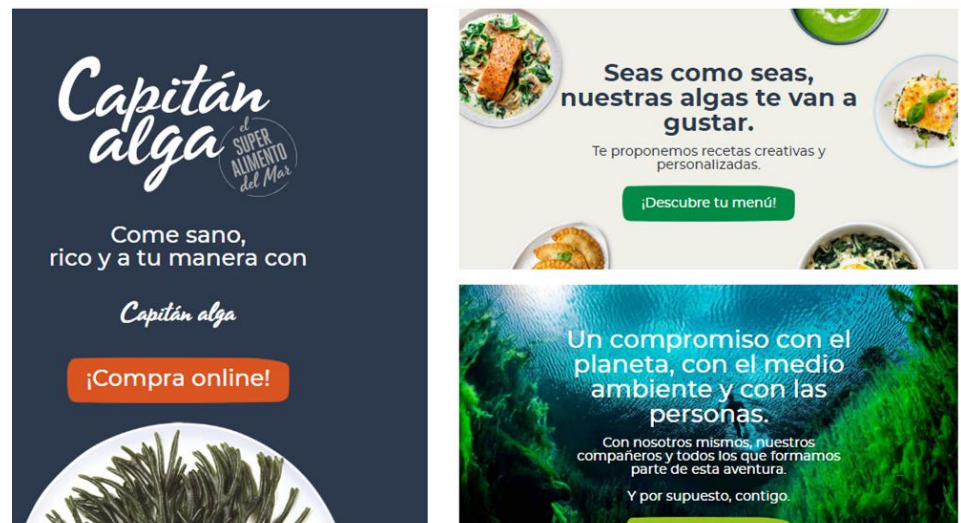 Capitán
alga
el
SUPER
ALIMENTO
del Mar
Come sano,
rico y a tu manera con
Capitán alga
¡Compra online!
Seas como seas,
nuestras algas te van a
gustar.
Te proponemos recetas creativas y
personalizadas.
¡Descubre tu menú!
Un compromiso con el
planeta, con el medio
ambiente y con las
personas.
Con nosotros mismos, nuestros
compañeros y todos los que formamos
parte de esta aventura.
Y por supuesto, contigo.